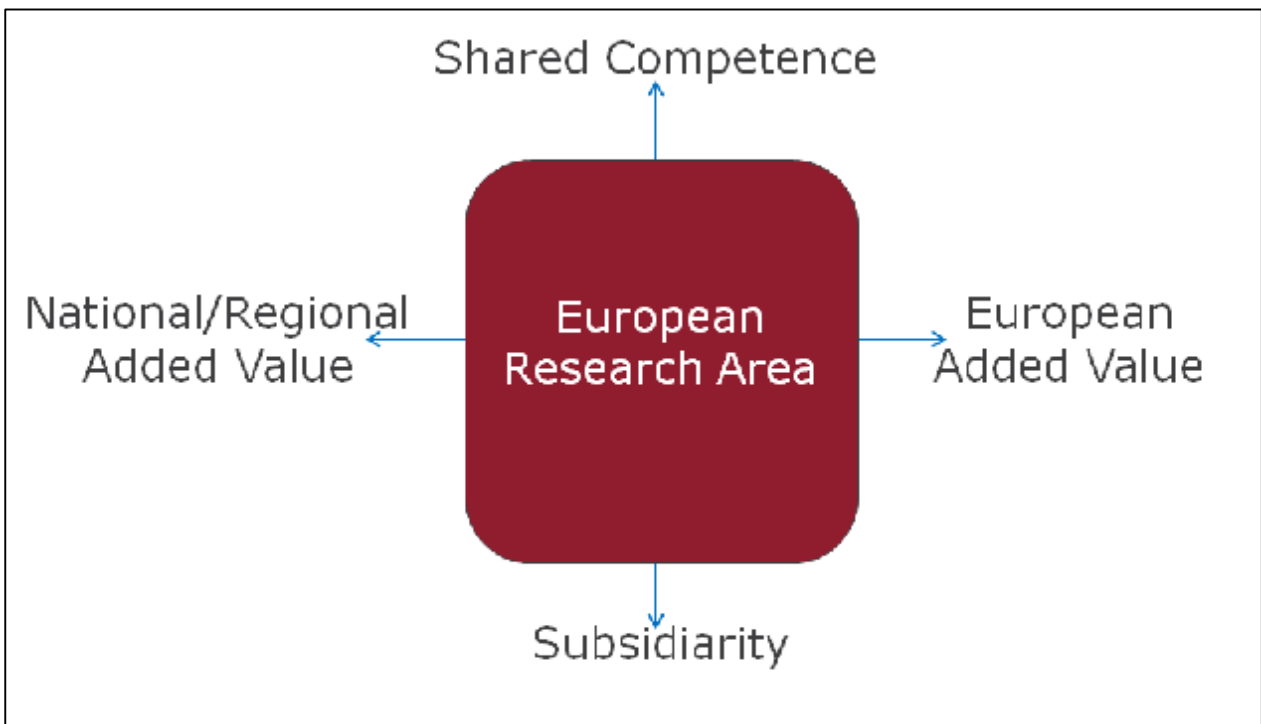 Shared Competence
National/Regional
Added Value
European
Research Area
European
Added Value
Subsidiarity